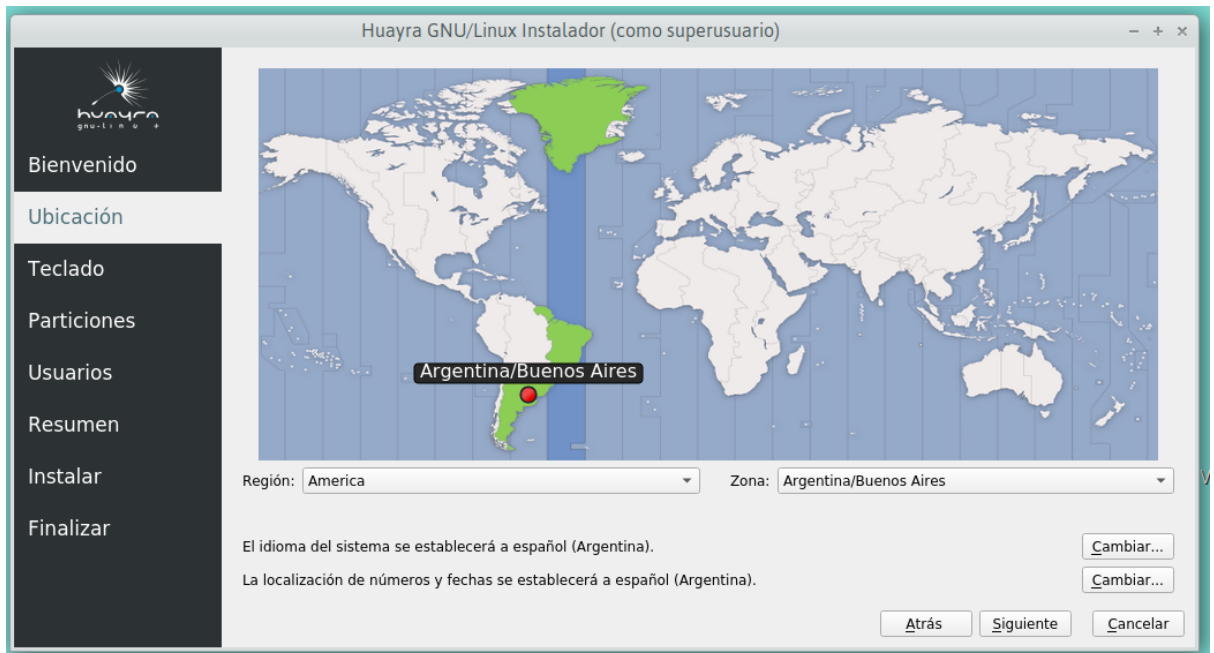 Huayra GNU/Linux Instalador (como superusuario)
huayra
gnu-linux
Bienvenido
Ubicación
Teclado
Particiones
Usuarios
Resumen
Instalar
Finalizar
Argentina/Buenos Aires
Región: America Zona: Argentina/Buenos Aires
El idioma del sistema se establecerá a español (Argentina). Cambiar...
La localización de números y fechas se establecerá a español (Argentina). Cambiar...
Atrás Siguiente Cancelar